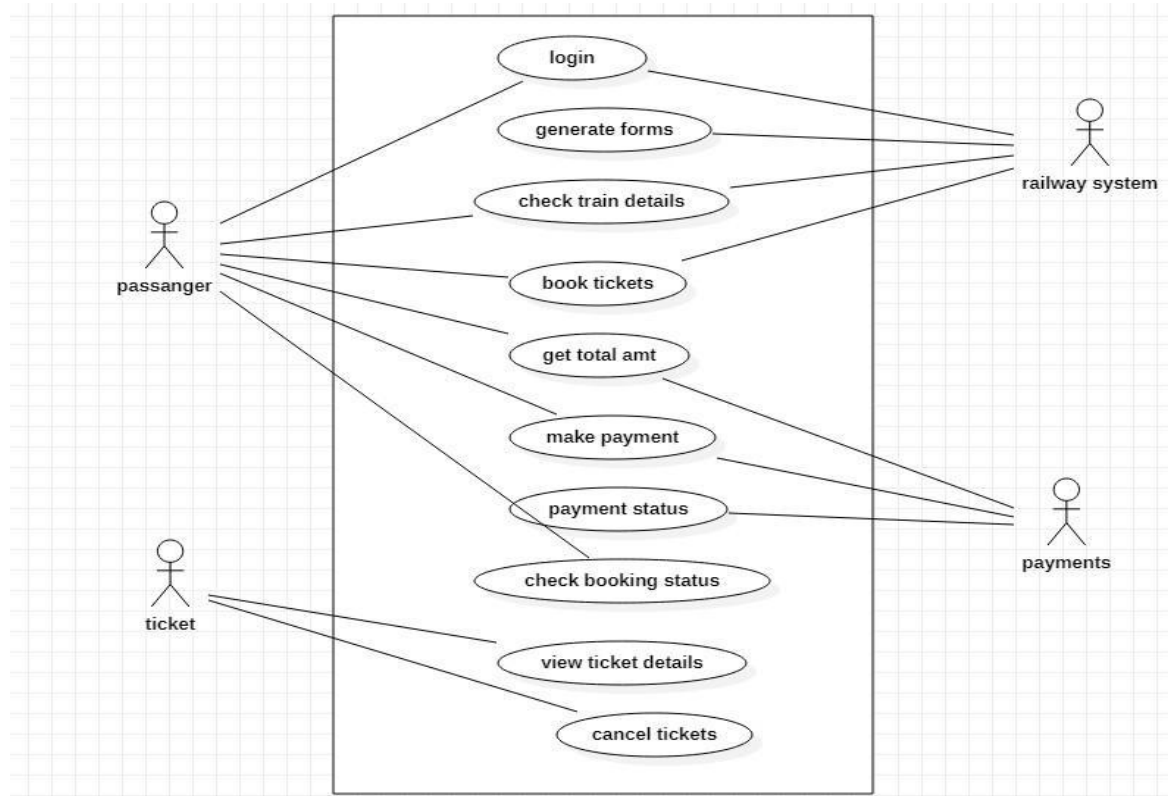 login
generate forms
railway system
check train details
passanger
book tickets
get total amt
make payment
payment status
payments
check booking status
ticket
view ticket details
cancel tickets